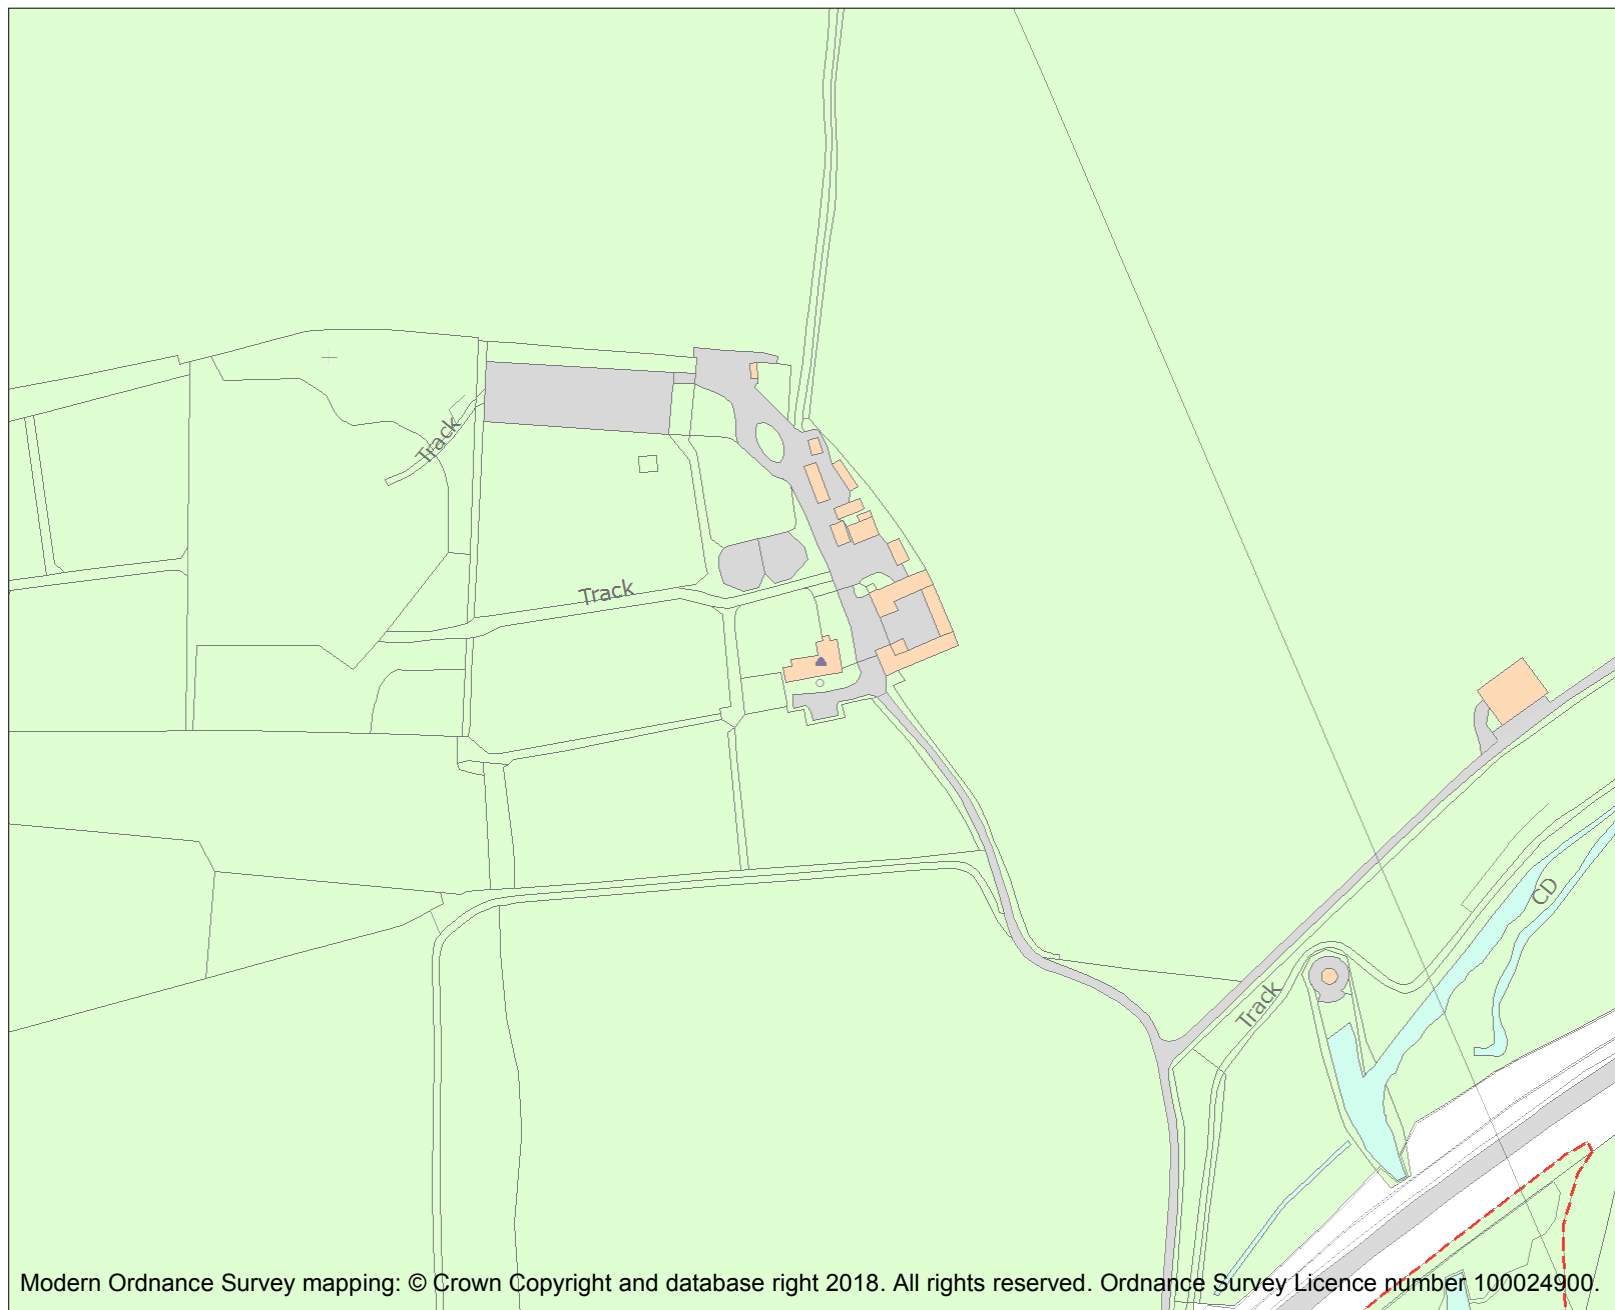 Track
Track
CD
Track
Modern Ordnance Survey mapping: © Crown Copyright and database right 2018. All rights reserved. Ordnance Survey Licence number 100024900.